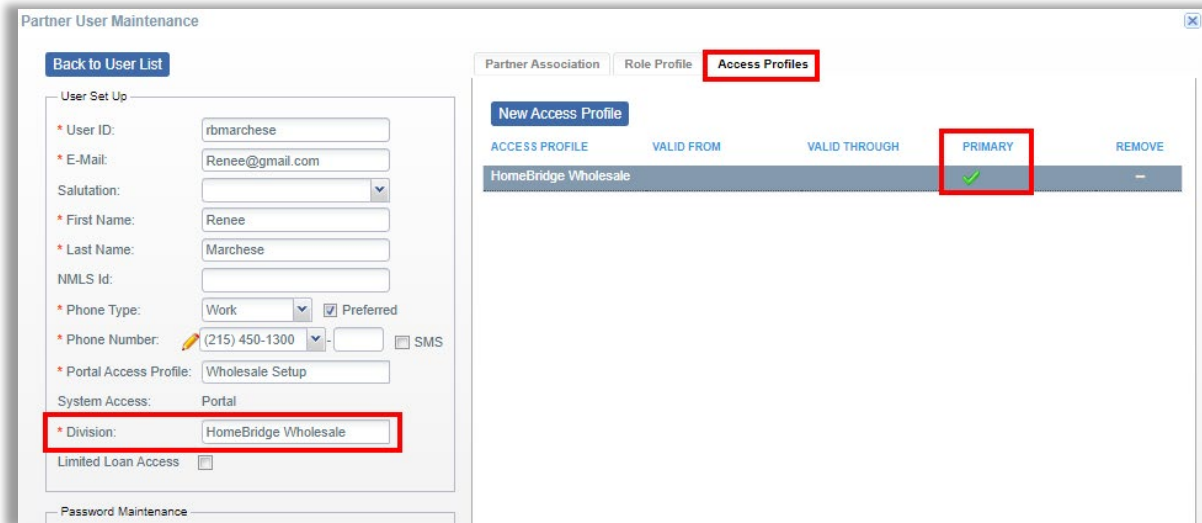 Partner User Maintenance
Back to User List
User Set Up
* User ID: rbmarchese
* E-Mail: Renee@gmail.com
Salutation:
* First Name: Renee
* Last Name: Marchese
NMLS Id:
* Phone Type: Work Preferred
* Phone Number: (215) 450-1300 - SMS
* Portal Access Profile: Wholesale Setup
System Access: Portal
* Division: HomeBridge Wholesale
Limited Loan Access
Password Maintenance
Partner Association Role Profile Access Profiles
New Access Profile
ACCESS PROFILE VALID FROM VALID THROUGH PRIMARY REMOVE
HomeBridge Wholesale